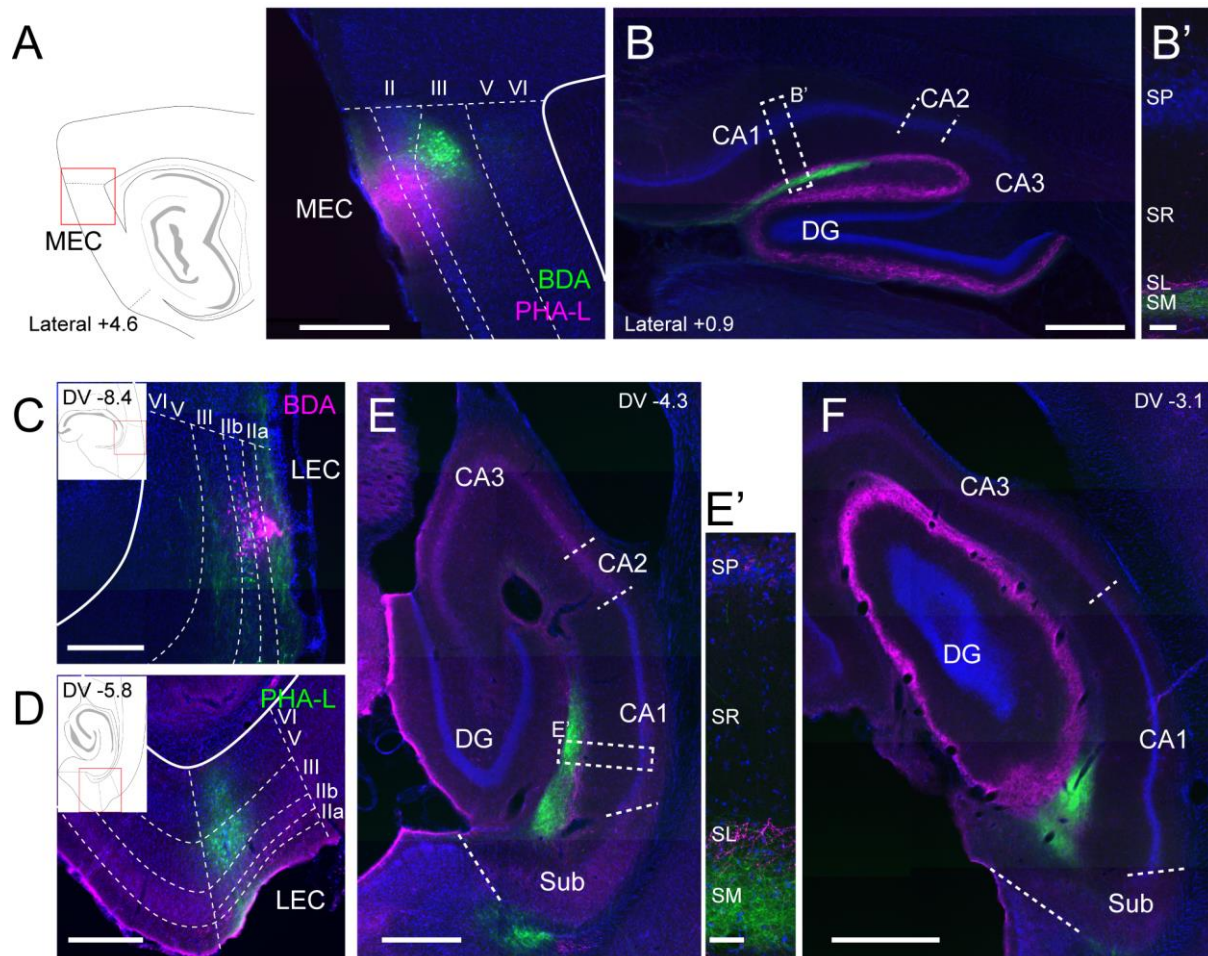 A
MEC
Lateral +4.6
II III V VI
MEC
BDA
PHA-L
B
B'
CA1
CA2
CA3
DG
Lateral +0.9
B’
SP
SR
SL
SM
C
DV -8.4
VI V III IIb IIa
BDA
LEC
D
DV -5.8
PHA-L
VI
V
III
IIb
IIa
LEC
E
DV -4.3
CA3
CA2
CA1
E'
DG
Sub
E’
SP
SR
SL
SM
F
DV -3.1
CA3
DG
CA1
Sub